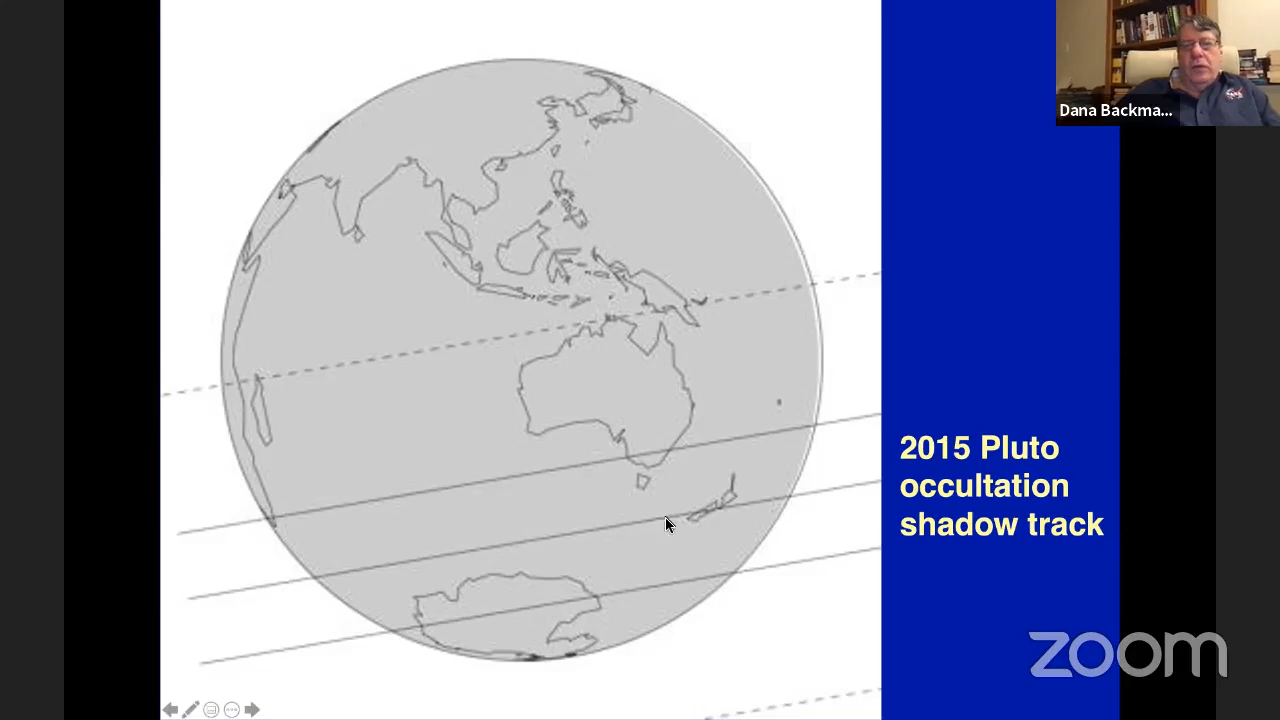 Dana Backma...
2015 Pluto
occultation
shadow track
zoom